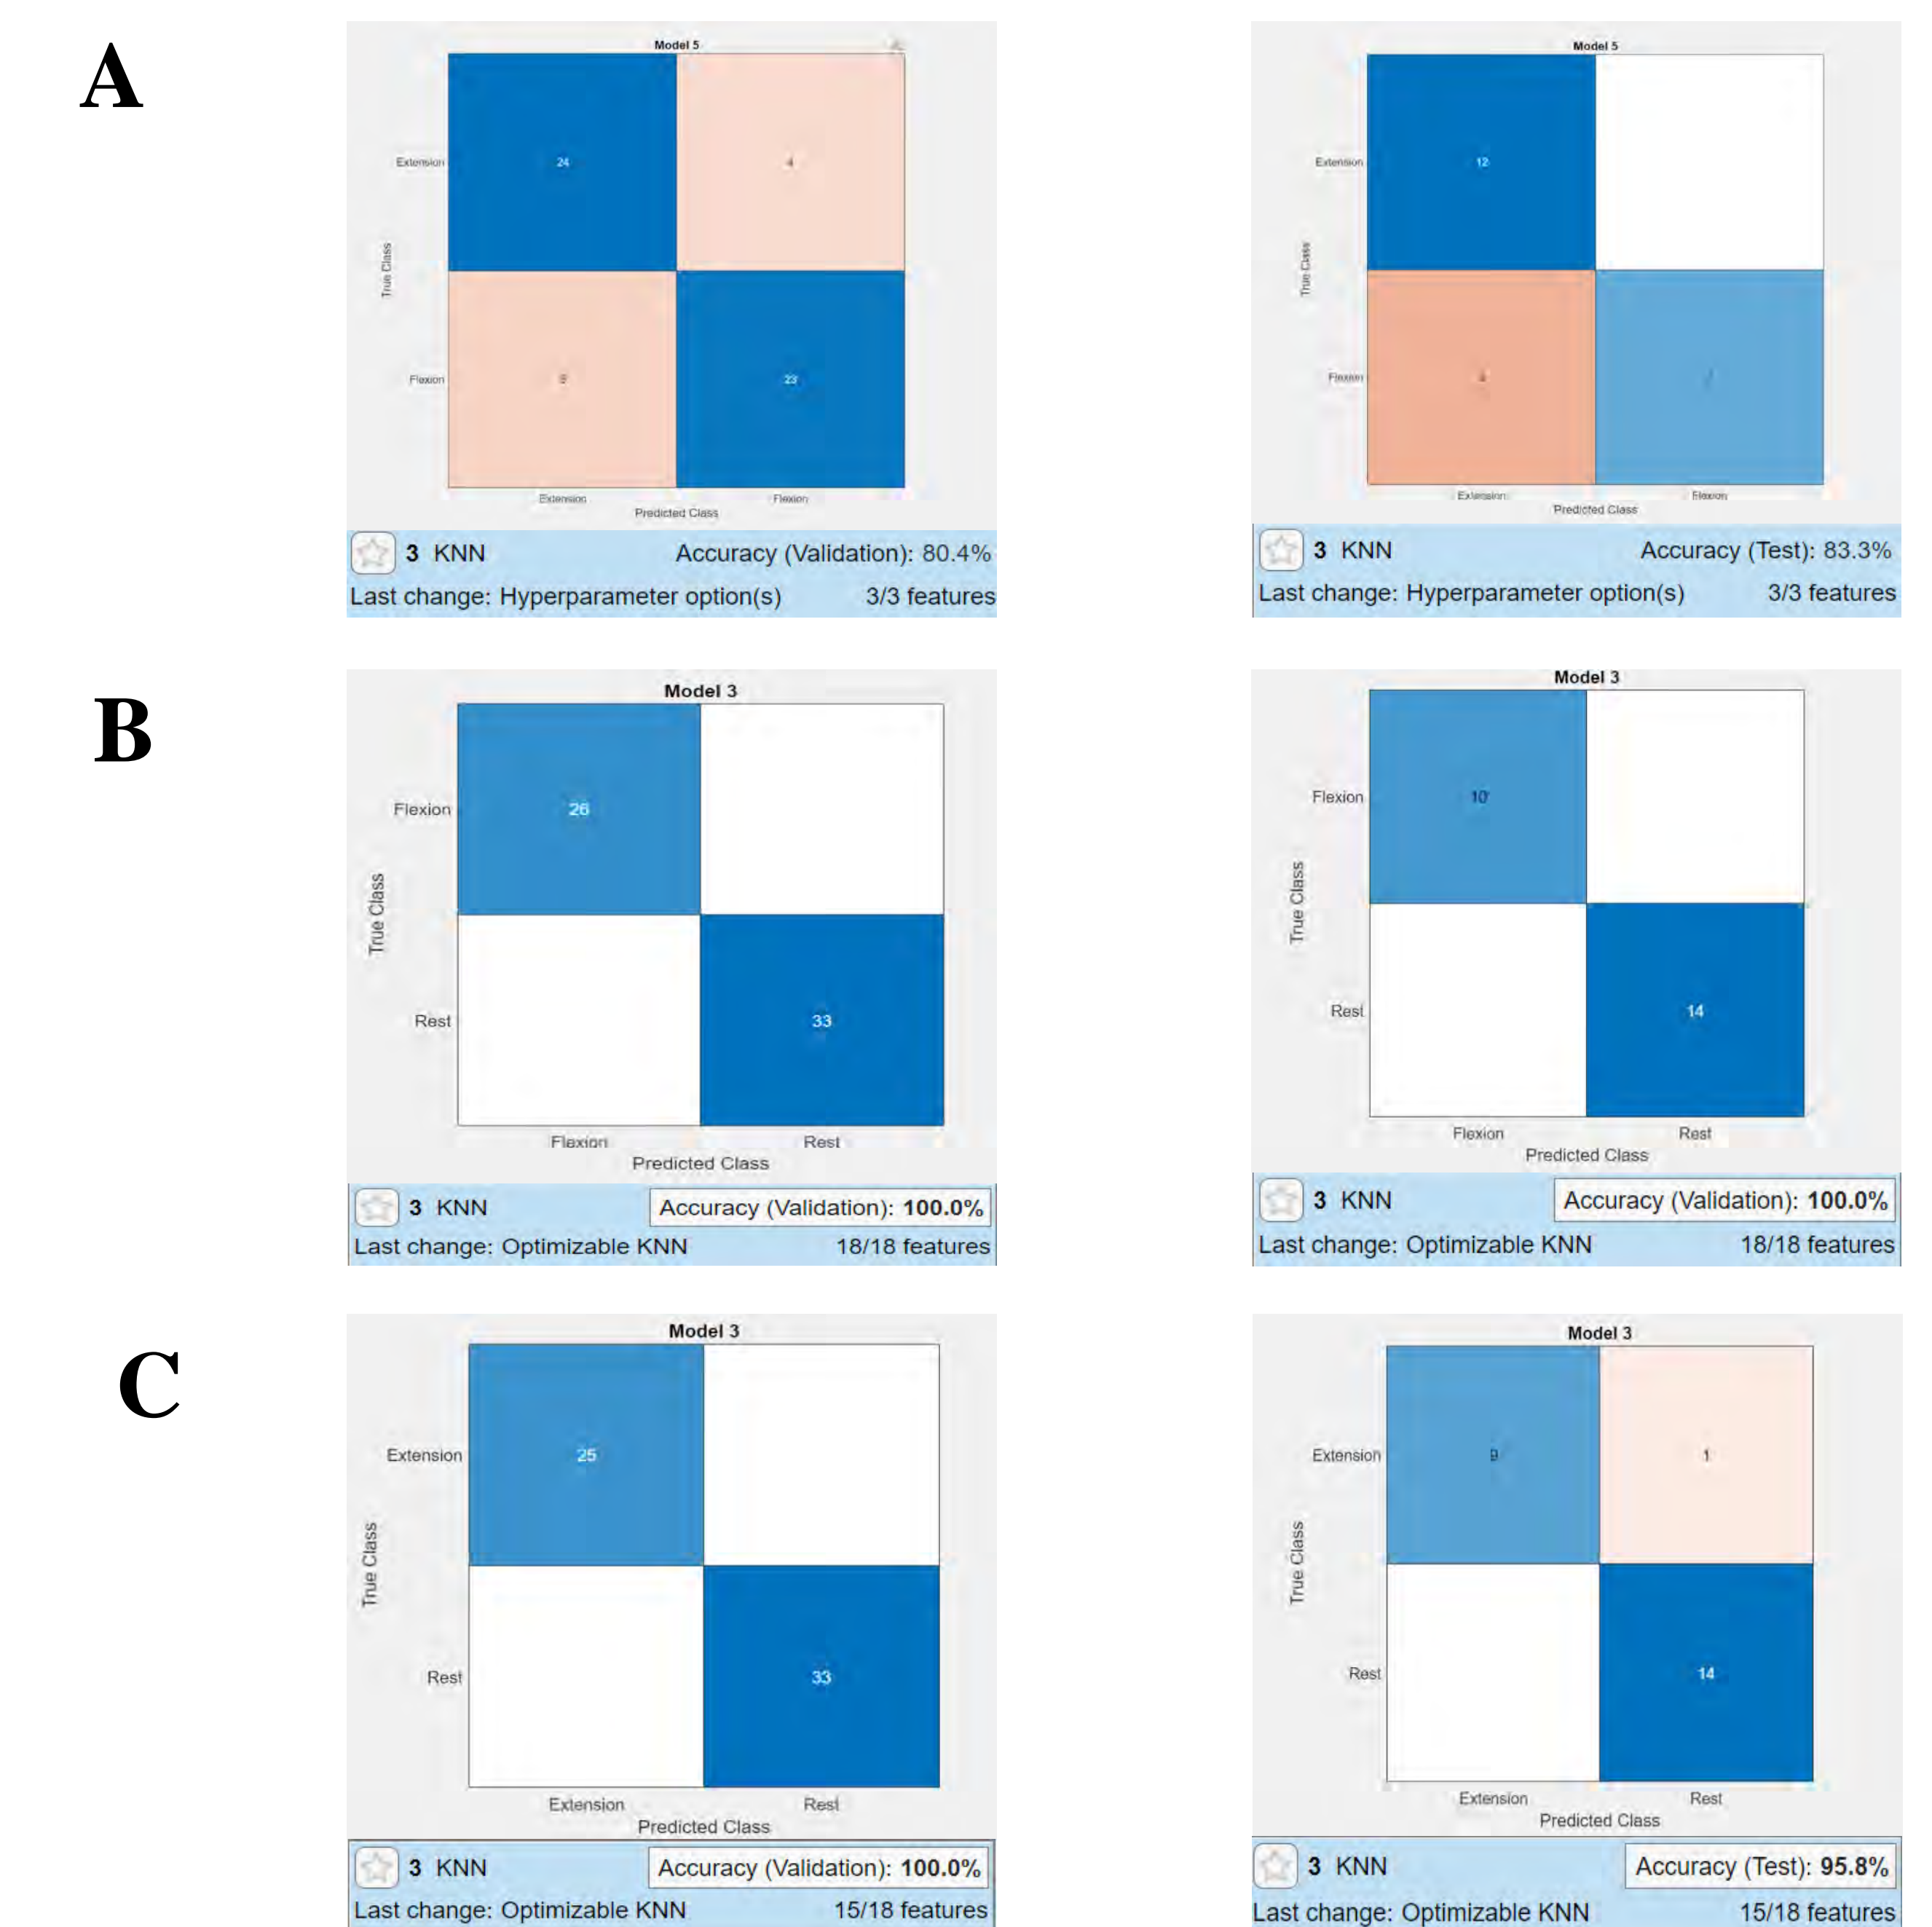 A
Model 5
Extension 24 4
True Class
Flexion 23
Extension Flexion
Predicted Class
3 KNN Accuracy (Validation): 80.4%
Last change: Hyperparameter option(s) 3/3 features
Model 5
Extension 12
True Class
Flexion
Extension Flexion
Predicted Class
3 KNN Accuracy (Test): 83.3%
Last change: Hyperparameter option(s) 3/3 features
B
Model 3
Flexion 26
True Class
Rest 33
Flexion Rest
Predicted Class
3 KNN Accuracy (Validation): 100.0%
Last change: Optimizable KNN 18/18 features
Model 3
Flexion 10
True Class
Rest 14
Flexion Rest
Predicted Class
3 KNN Accuracy (Validation): 100.0%
Last change: Optimizable KNN 18/18 features
C
Model 3
Extension 25
True Class
Rest 33
Extension Rest
Predicted Class
3 KNN Accuracy (Validation): 100.0%
Last change: Optimizable KNN 15/18 features
Model 3
Extension 9 1
True Class
Rest 14
Extension Rest
Predicted Class
3 KNN Accuracy (Test): 95.8%
Last change: Optimizable KNN 15/18 features